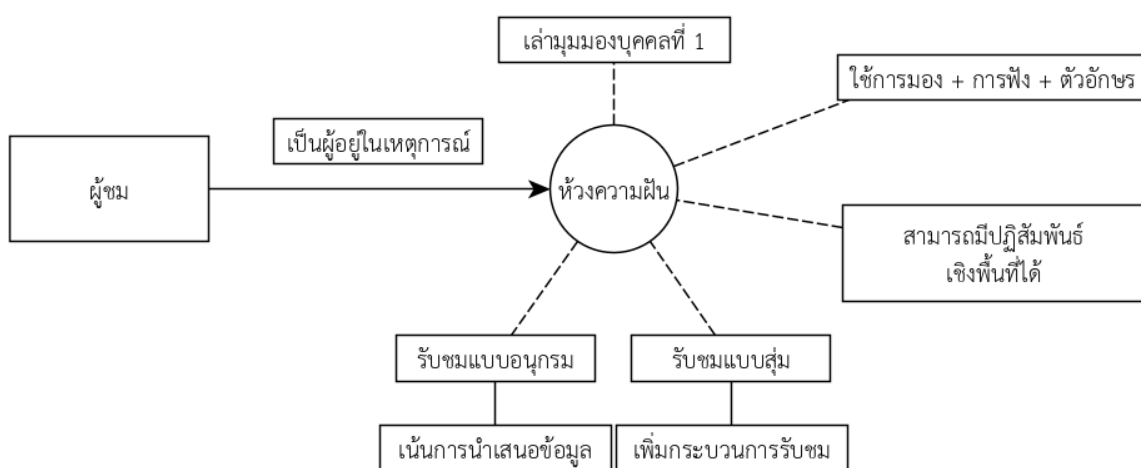 เล่ามุมมองบุคคลที่ 1
ใช้การมอง + การฟัง + ตัวอักษร
เป็นผู้อยู่ในเหตุการณ์
ผู้ชม
ห้วงความฝัน
สามารถมีปฏิสัมพันธ์
เชิงพื้นที่ได้
รับชมแบบอนุกรม
รับชมแบบสุ่ม
เน้นการนำเสนอข้อมูล
เพิ่มกระบวนการรับชม